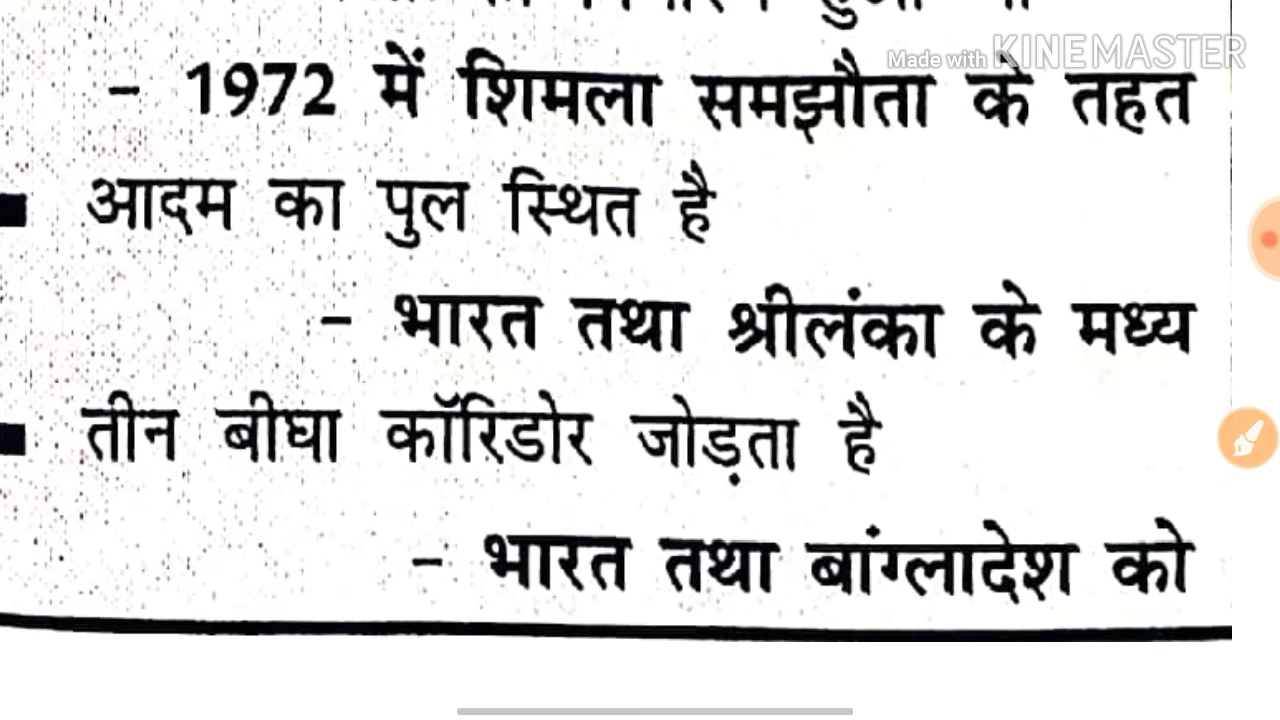 Made with KINEMASTER
- 1972 में शिमला समझौता के तहत
आदम का पुल स्थित है
- भारत तथा श्रीलंका के मध्य
तीन बीघा कॉरिडोर जोड़ता है
- भारत तथा बांग्लादेश को